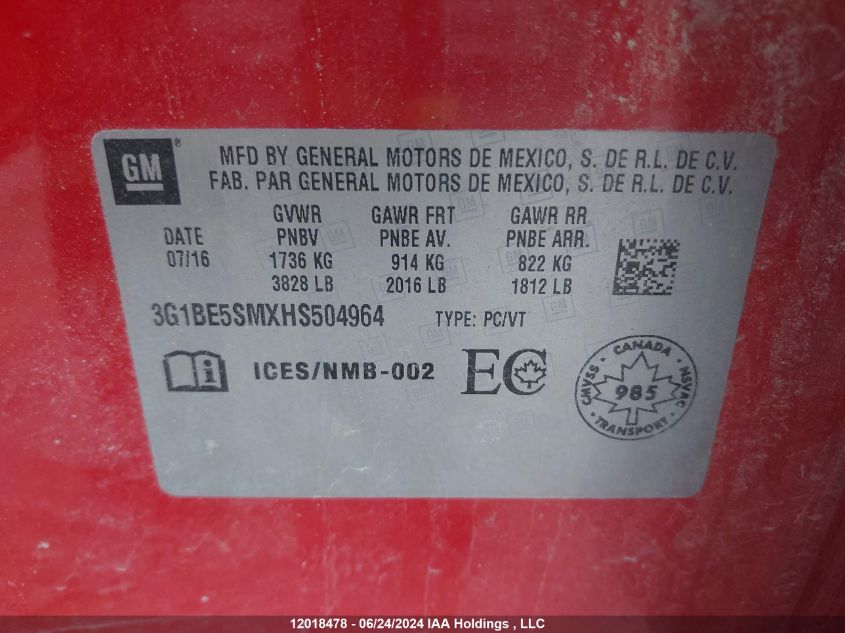 GM ®
MFD BY GENERAL MOTORS DE MEXICO, S. DE R.L. DE C.V.
FAB. PAR GENERAL MOTORS DE MEXICO, S. DE R.L. DE C.V.
GVWR GAWR FRT GAWR RR
DATE PNBV PNBE AV. PNBE ARR.
07/16 1736 KG 914 KG 822 KG
3828 LB 2016 LB 1812 LB
3G1BE5SMXHS504964 TYPE: PC/VT
i ICES/NMB-002 EC
CANADA
CMVSS 985 NSVAC
TRANSPORT
12018478 - 06/24/2024 IAA Holdings , LLC